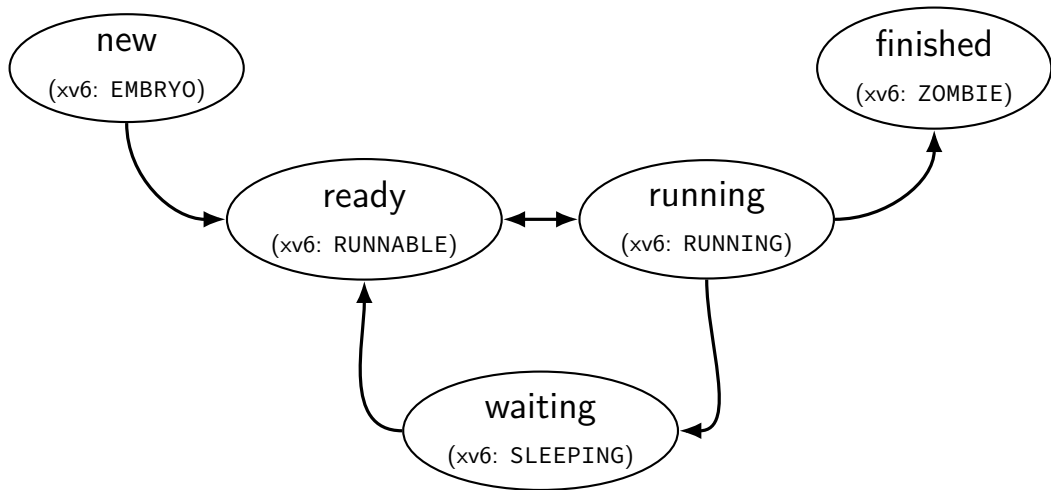 new
(xv6: EMBRYO)
finished
(xv6: ZOMBIE)
ready
(xv6: RUNNABLE)
running
(xv6: RUNNING)
waiting
(xv6: SLEEPING)